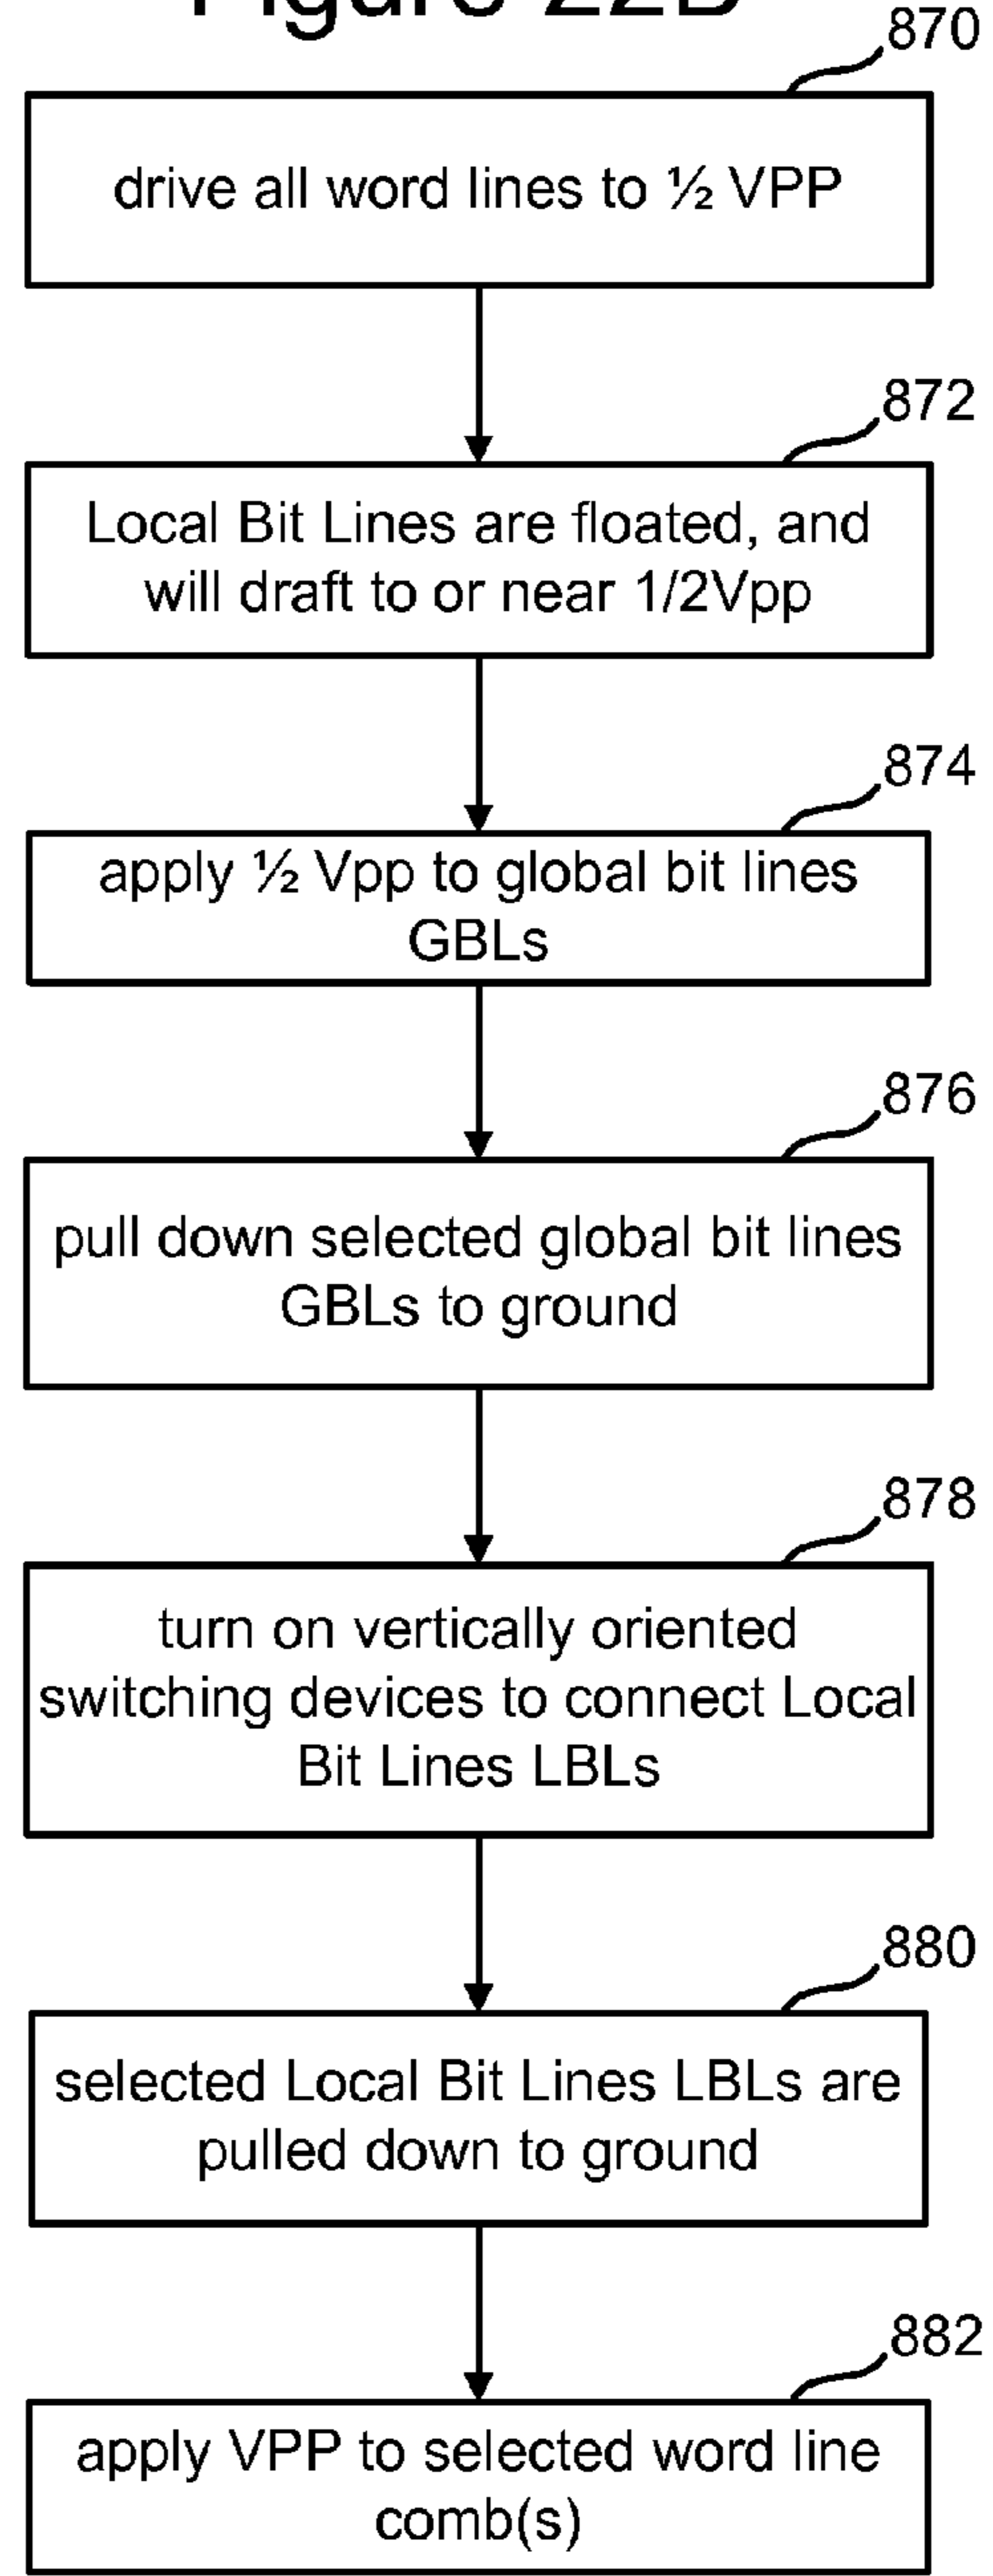 Figure 22B
870
drive all word lines to ½ VPP
872
Local Bit Lines are floated, and
will draft to or near 1/2Vpp
874
apply ½ Vpp to global bit lines
GBLs
876
pull down selected global bit lines
GBLs to ground
878
turn on vertically oriented
switching devices to connect Local
Bit Lines LBLs
880
selected Local Bit Lines LBLs are
pulled down to ground
882
apply VPP to selected word line
comb(s)